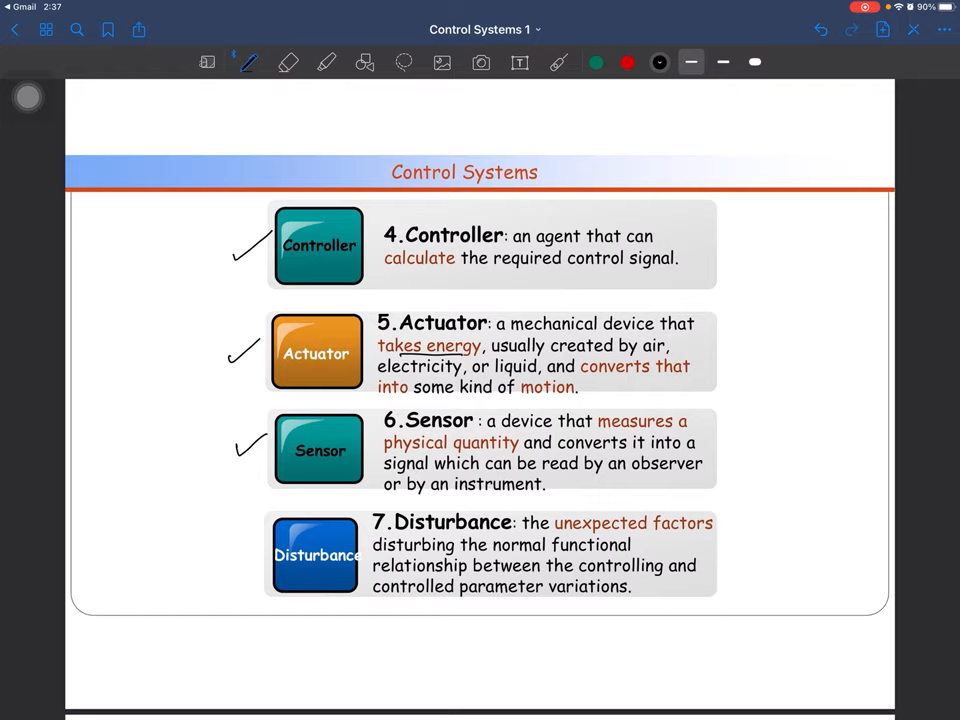 Gmail 2:37
90%
Control Systems 1
T
Control Systems
Controller
4.Controller: an agent that can
calculate the required control signal.
Actuator
5.Actuator: a mechanical device that
takes energy, usually created by air,
electricity, or liquid, and converts that
into some kind of motion.
Sensor
6.Sensor : a device that measures a
physical quantity and converts it into a
signal which can be read by an observer
or by an instrument.
Disturbance
7.Disturbance: the unexpected factors
disturbing the normal functional
relationship between the controlling and
controlled parameter variations.